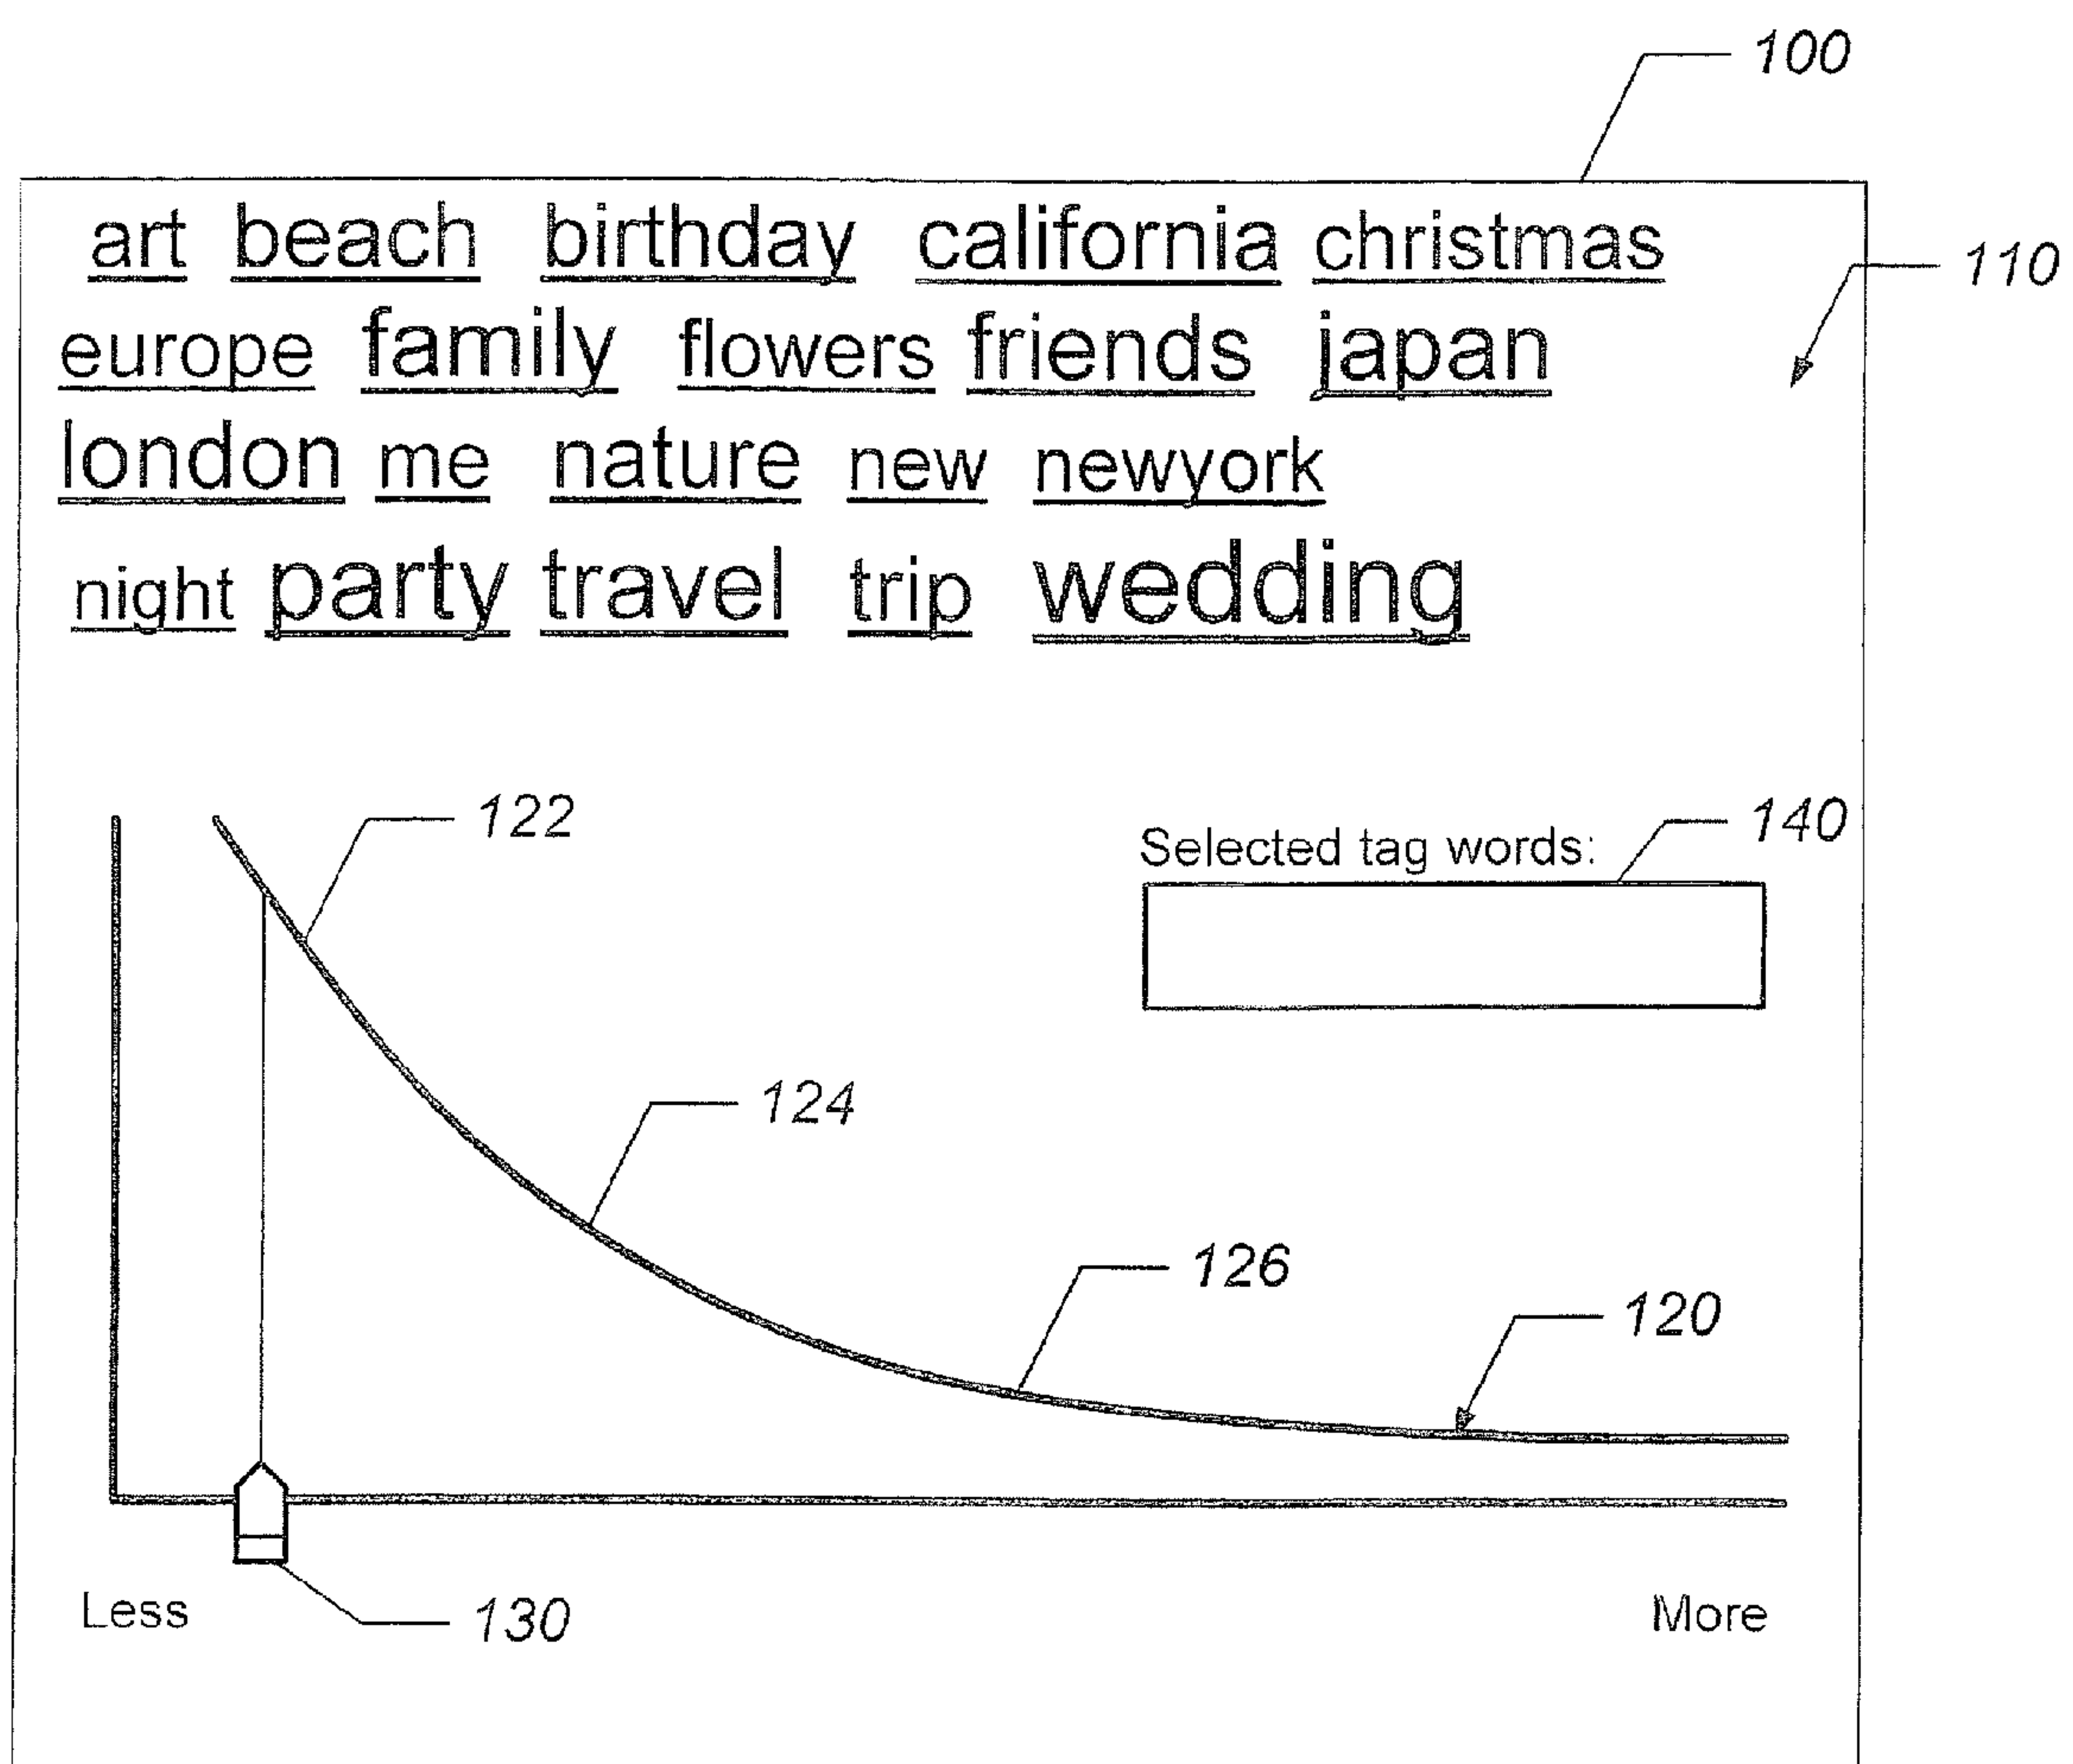 100
art beach birthday california christmas
110
europe family flowers friends japan
london me nature new newyork
night party travel trip wedding
122
Selected tag words:
140
124
126
120
130
Less
More